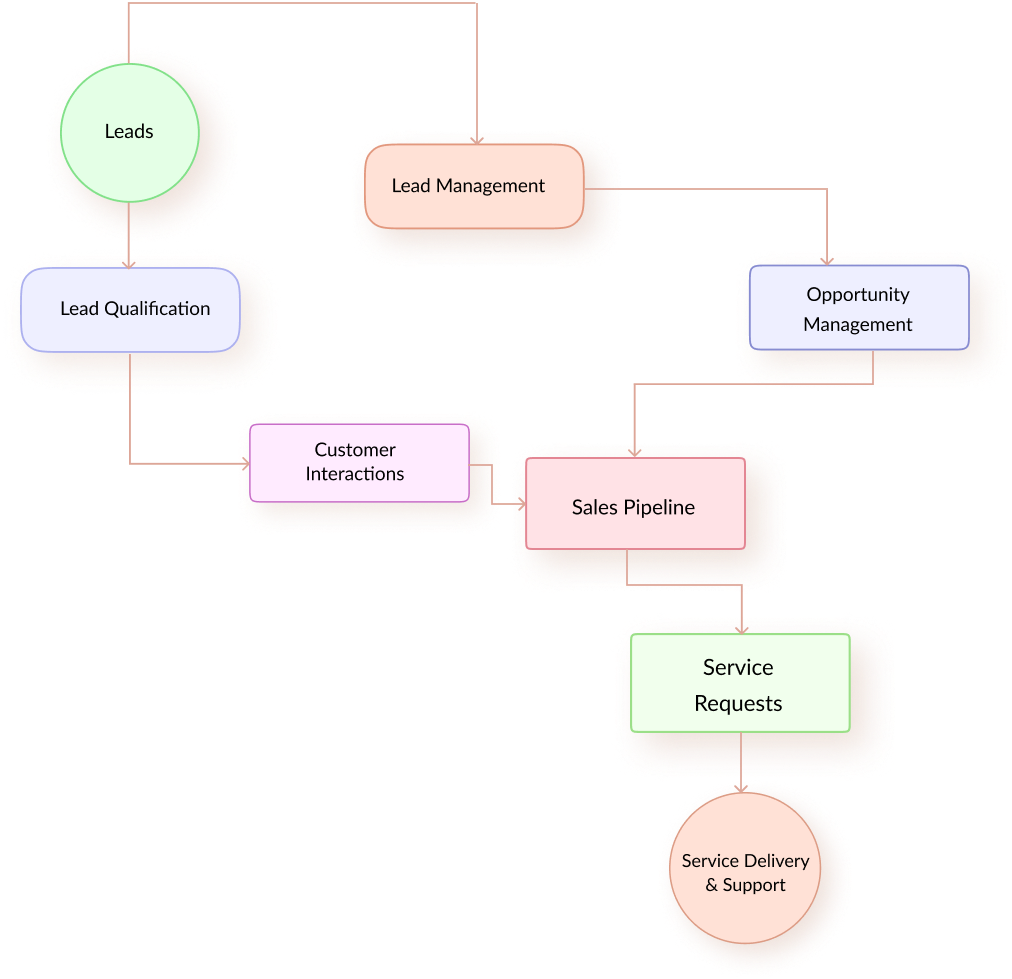 Leads
Lead Management
Lead Qualification
Opportunity
Management
Customer
Interactions
Sales Pipeline
Service
Requests
Service Delivery
& Support